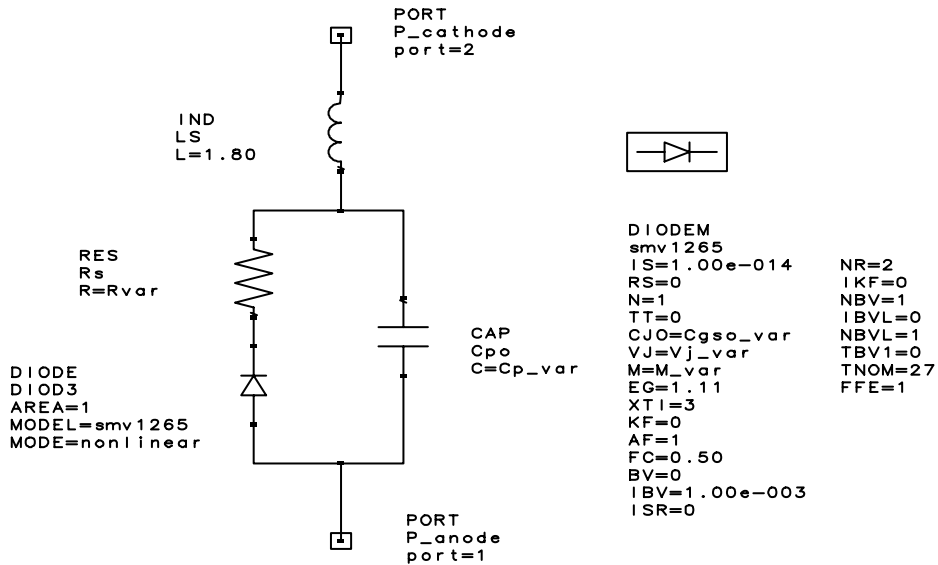 PORT
P_cathode
port=2
IND
LS
L=1.80
RES
Rs
R=Rvar
CAP
Cpo
C=Cp_var
DIODE
DIOD3
AREA=1
MODEL=smv1265
MODE=nonlinear
PORT
P_anode
port=1
DIODEM
smv1265
IS=1.00e-014
RS=0
N=1
TT=0
CJO=Cgso_var
VJ=Vj_var
M=M_var
EG=1.11
XTI=3
KF=0
AF=1
FC=0.50
BV=0
IBV=1.00e-003
ISR=0
NR=2
IKF=0
NBV=1
IBVL=0
NBVL=1
TBV1=0
TNOM=27
FFE=1